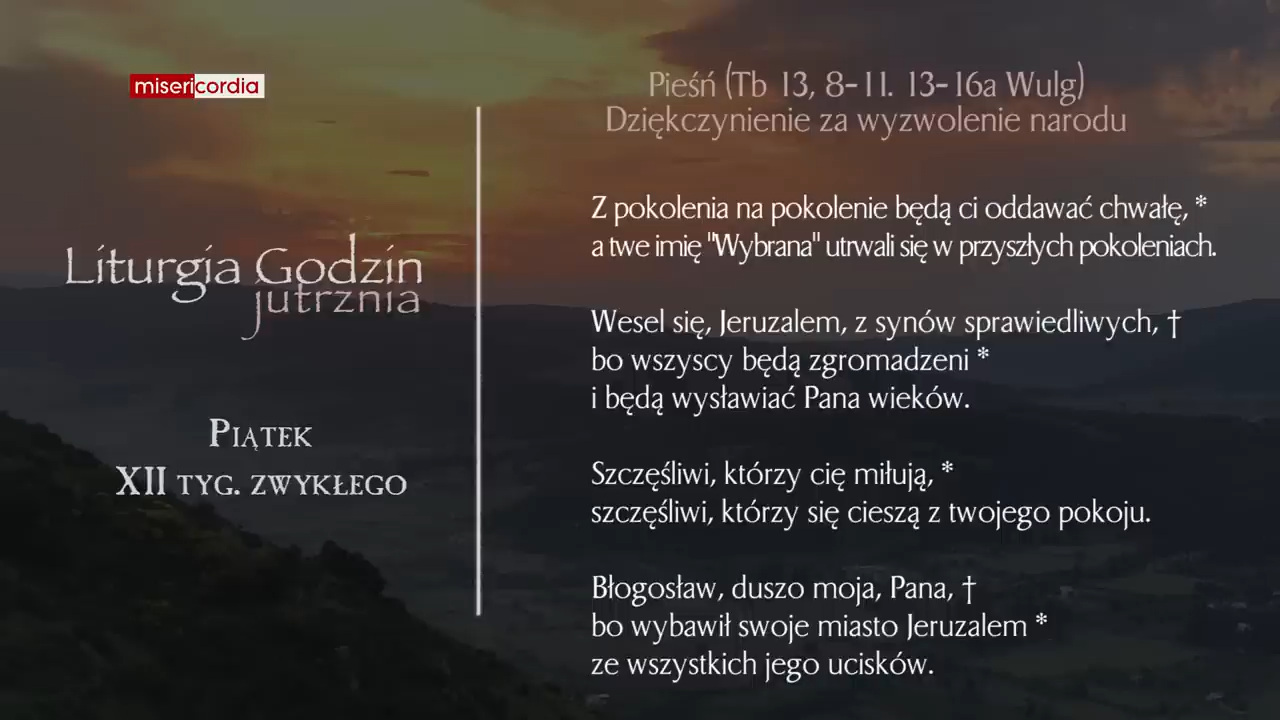 misericordia
Liturgia Godzin
jutrznia
Piątek
XII tyg. zwykłego
Pieśń (Tb 13, 8-11. 13-16a Wulg)
Dziękczynienie za wyzwolenie narodu
Z pokolenia na pokolenie będą ci oddawać chwałę, *
a twe imię "Wybrana" utrwali się w przyszłych pokoleniach.
Wesel się, Jeruzalem, z synów sprawiedliwych, †
bo wszyscy będą zgromadzeni *
i będą wysławiać Pana wieków.
Szczęśliwi, którzy cię miłują, *
szczęśliwi, którzy się cieszą z twojego pokoju.
Błogosław, duszo moja, Pana, †
bo wybawił swoje miasto Jeruzalem *
ze wszystkich jego ucisków.